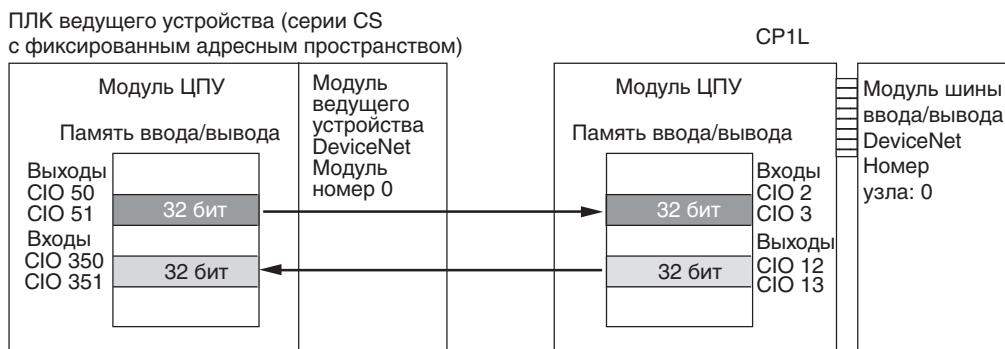 ПЛК ведущего устройства (серии CS
с фиксированным адресным пространством)
Модуль ЦПУ
Память ввода/вывода
Выходы
CIO 50
CIO 51
32 бит
Входы
CIO 350
CIO 351
32 бит
Модуль
ведущего
устройства
DeviceNet
Модуль
номер 0
CP1L
Модуль ЦПУ
Память ввода/вывода
32 бит
Входы
CIO 2
CIO 3
32 бит
Выходы
CIO 12
CIO 13
Модуль шины
ввода/вывода
DeviceNet
Номер
узла: 0